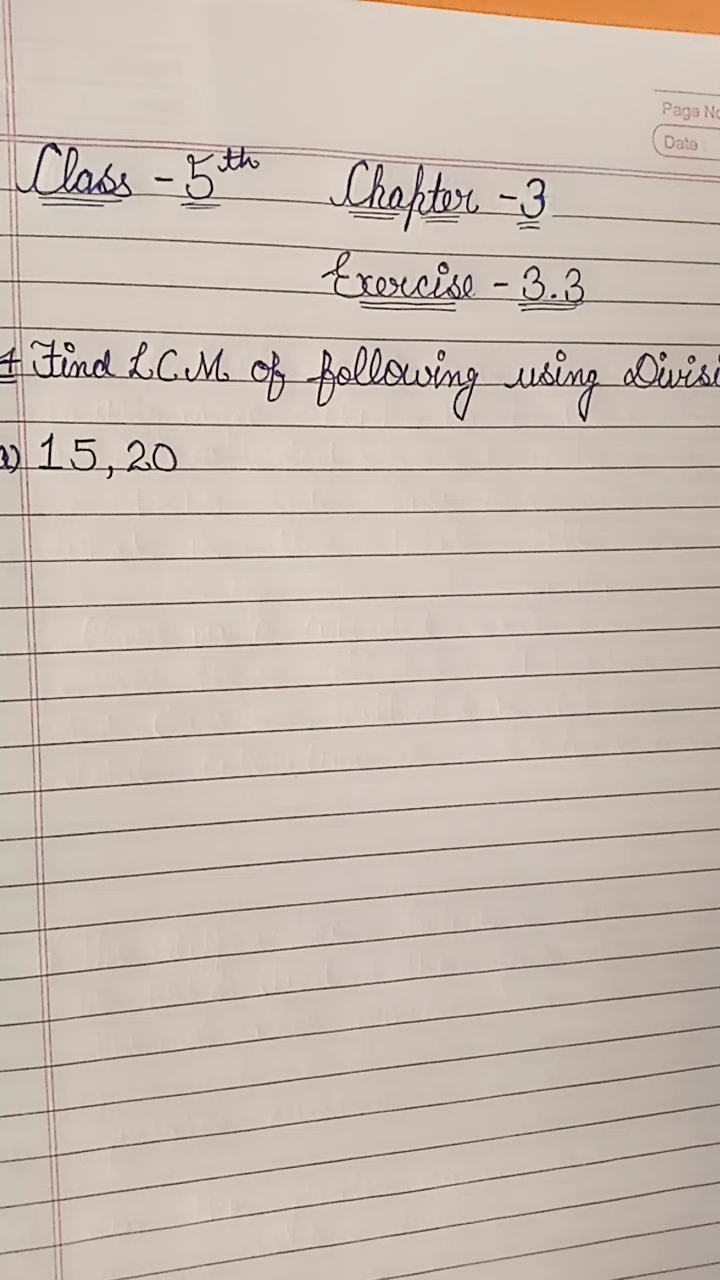 Page No
Date :
Class - 5th Chapter - 3
Exercise - 3.3
Find L.C.M. of following using
15, 20